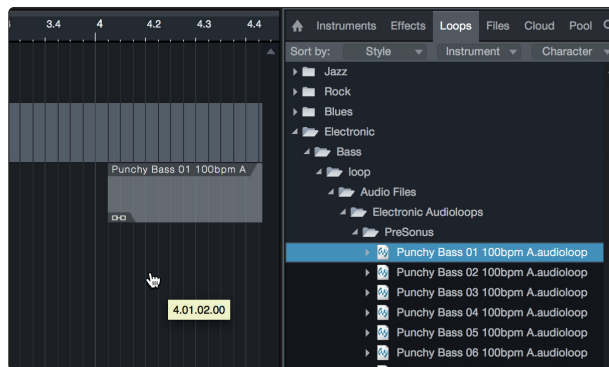 3.4 4 4.2 4.3 4.4
Instruments Effects Loops Files Cloud Pool
Sort by: Style Instrument Character
Jazz
Rock
Blues
Electronic
Bass
loop
Audio Files
Electronic Audioloops
PreSonus
Punchy Bass 01 100bpm A.audioloop
Punchy Bass 02 100bpm A.audioloop
Punchy Bass 03 100bpm A.audioloop
Punchy Bass 04 100bpm A.audioloop
Punchy Bass 05 100bpm A.audioloop
Punchy Bass 06 100bpm A.audioloop
Punchy Bass 01 100bpm A
4.01.02.00